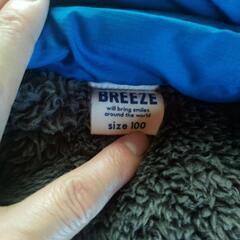 BREEZE
will bring smiles
around the world
size 100